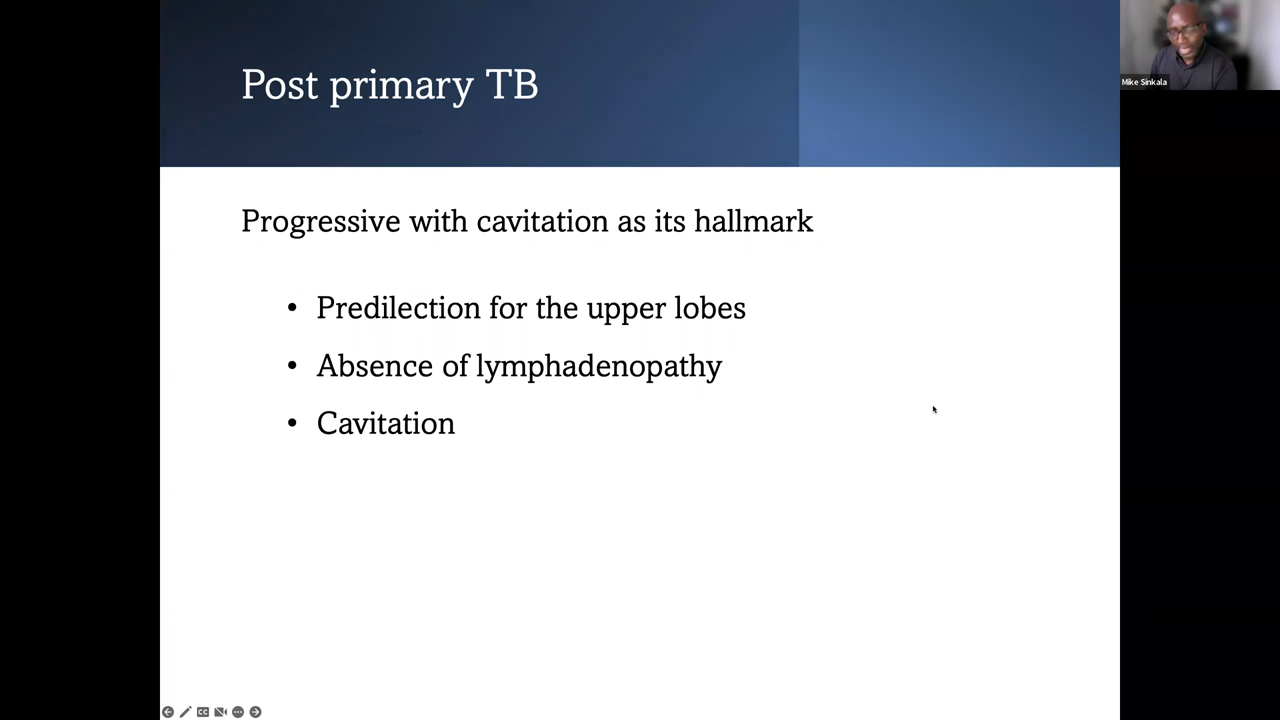 Post primary TB
Mike Sinkala
Progressive with cavitation as its hallmark
• Predilection for the upper lobes
• Absence of lymphadenopathy
• Cavitation
CC